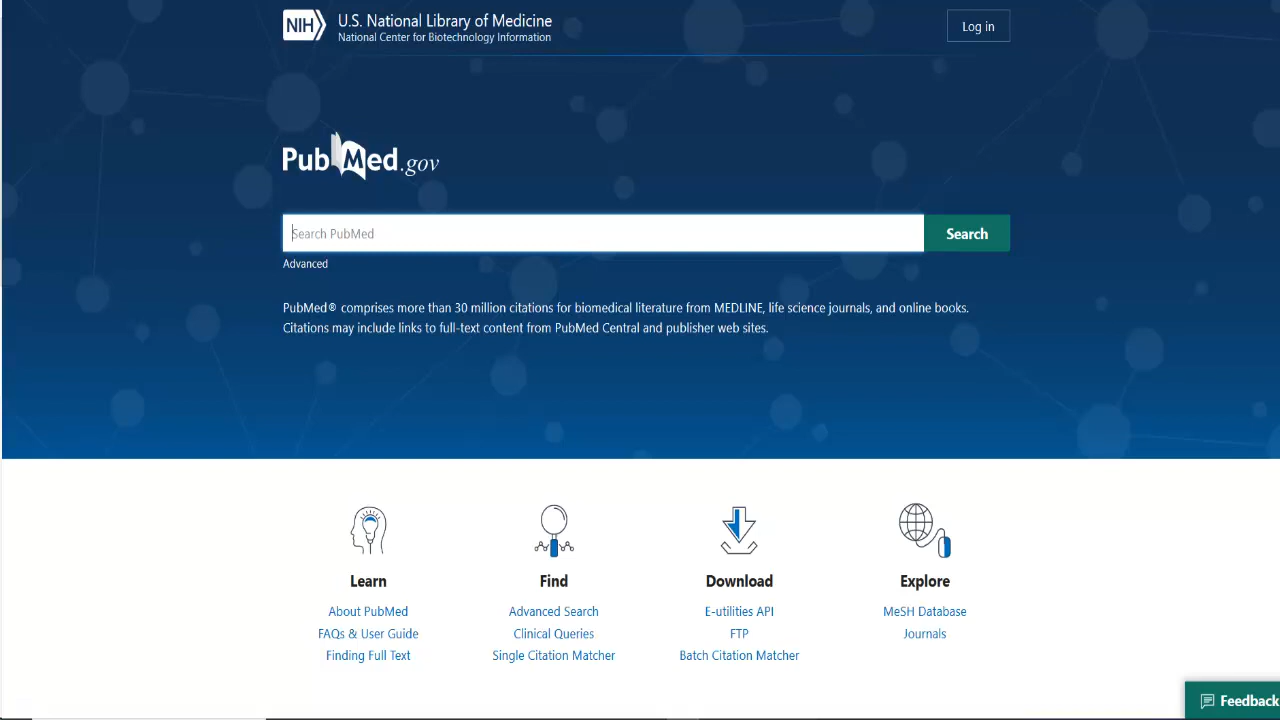 NIH U.S. National Library of Medicine
National Center for Biotechnology Information
Log in
PubMed.gov
Search PubMed
Search
Advanced
PubMed® comprises more than 30 million citations for biomedical literature from MEDLINE, life science journals, and online books.
Citations may include links to full-text content from PubMed Central and publisher web sites.
Learn
About PubMed
FAQs & User Guide
Finding Full Text
Find
Advanced Search
Clinical Queries
Single Citation Matcher
Download
E-utilities API
FTP
Batch Citation Matcher
Explore
MeSH Database
Journals
Feedback